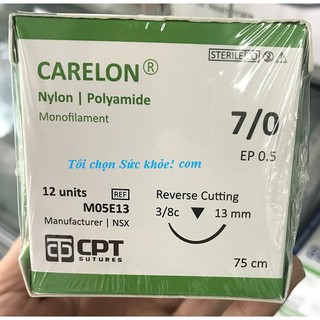 STERILE EO
CARELON®
Nylon | Polyamide
Monofilament
7/0
EP 0.5
Tôi chọn Sức khỏe! com
12 units REF
M05E13
Manufacturer | NSX
Reverse Cutting
3/8c 13 mm
CPT
SUTURES
75 cm